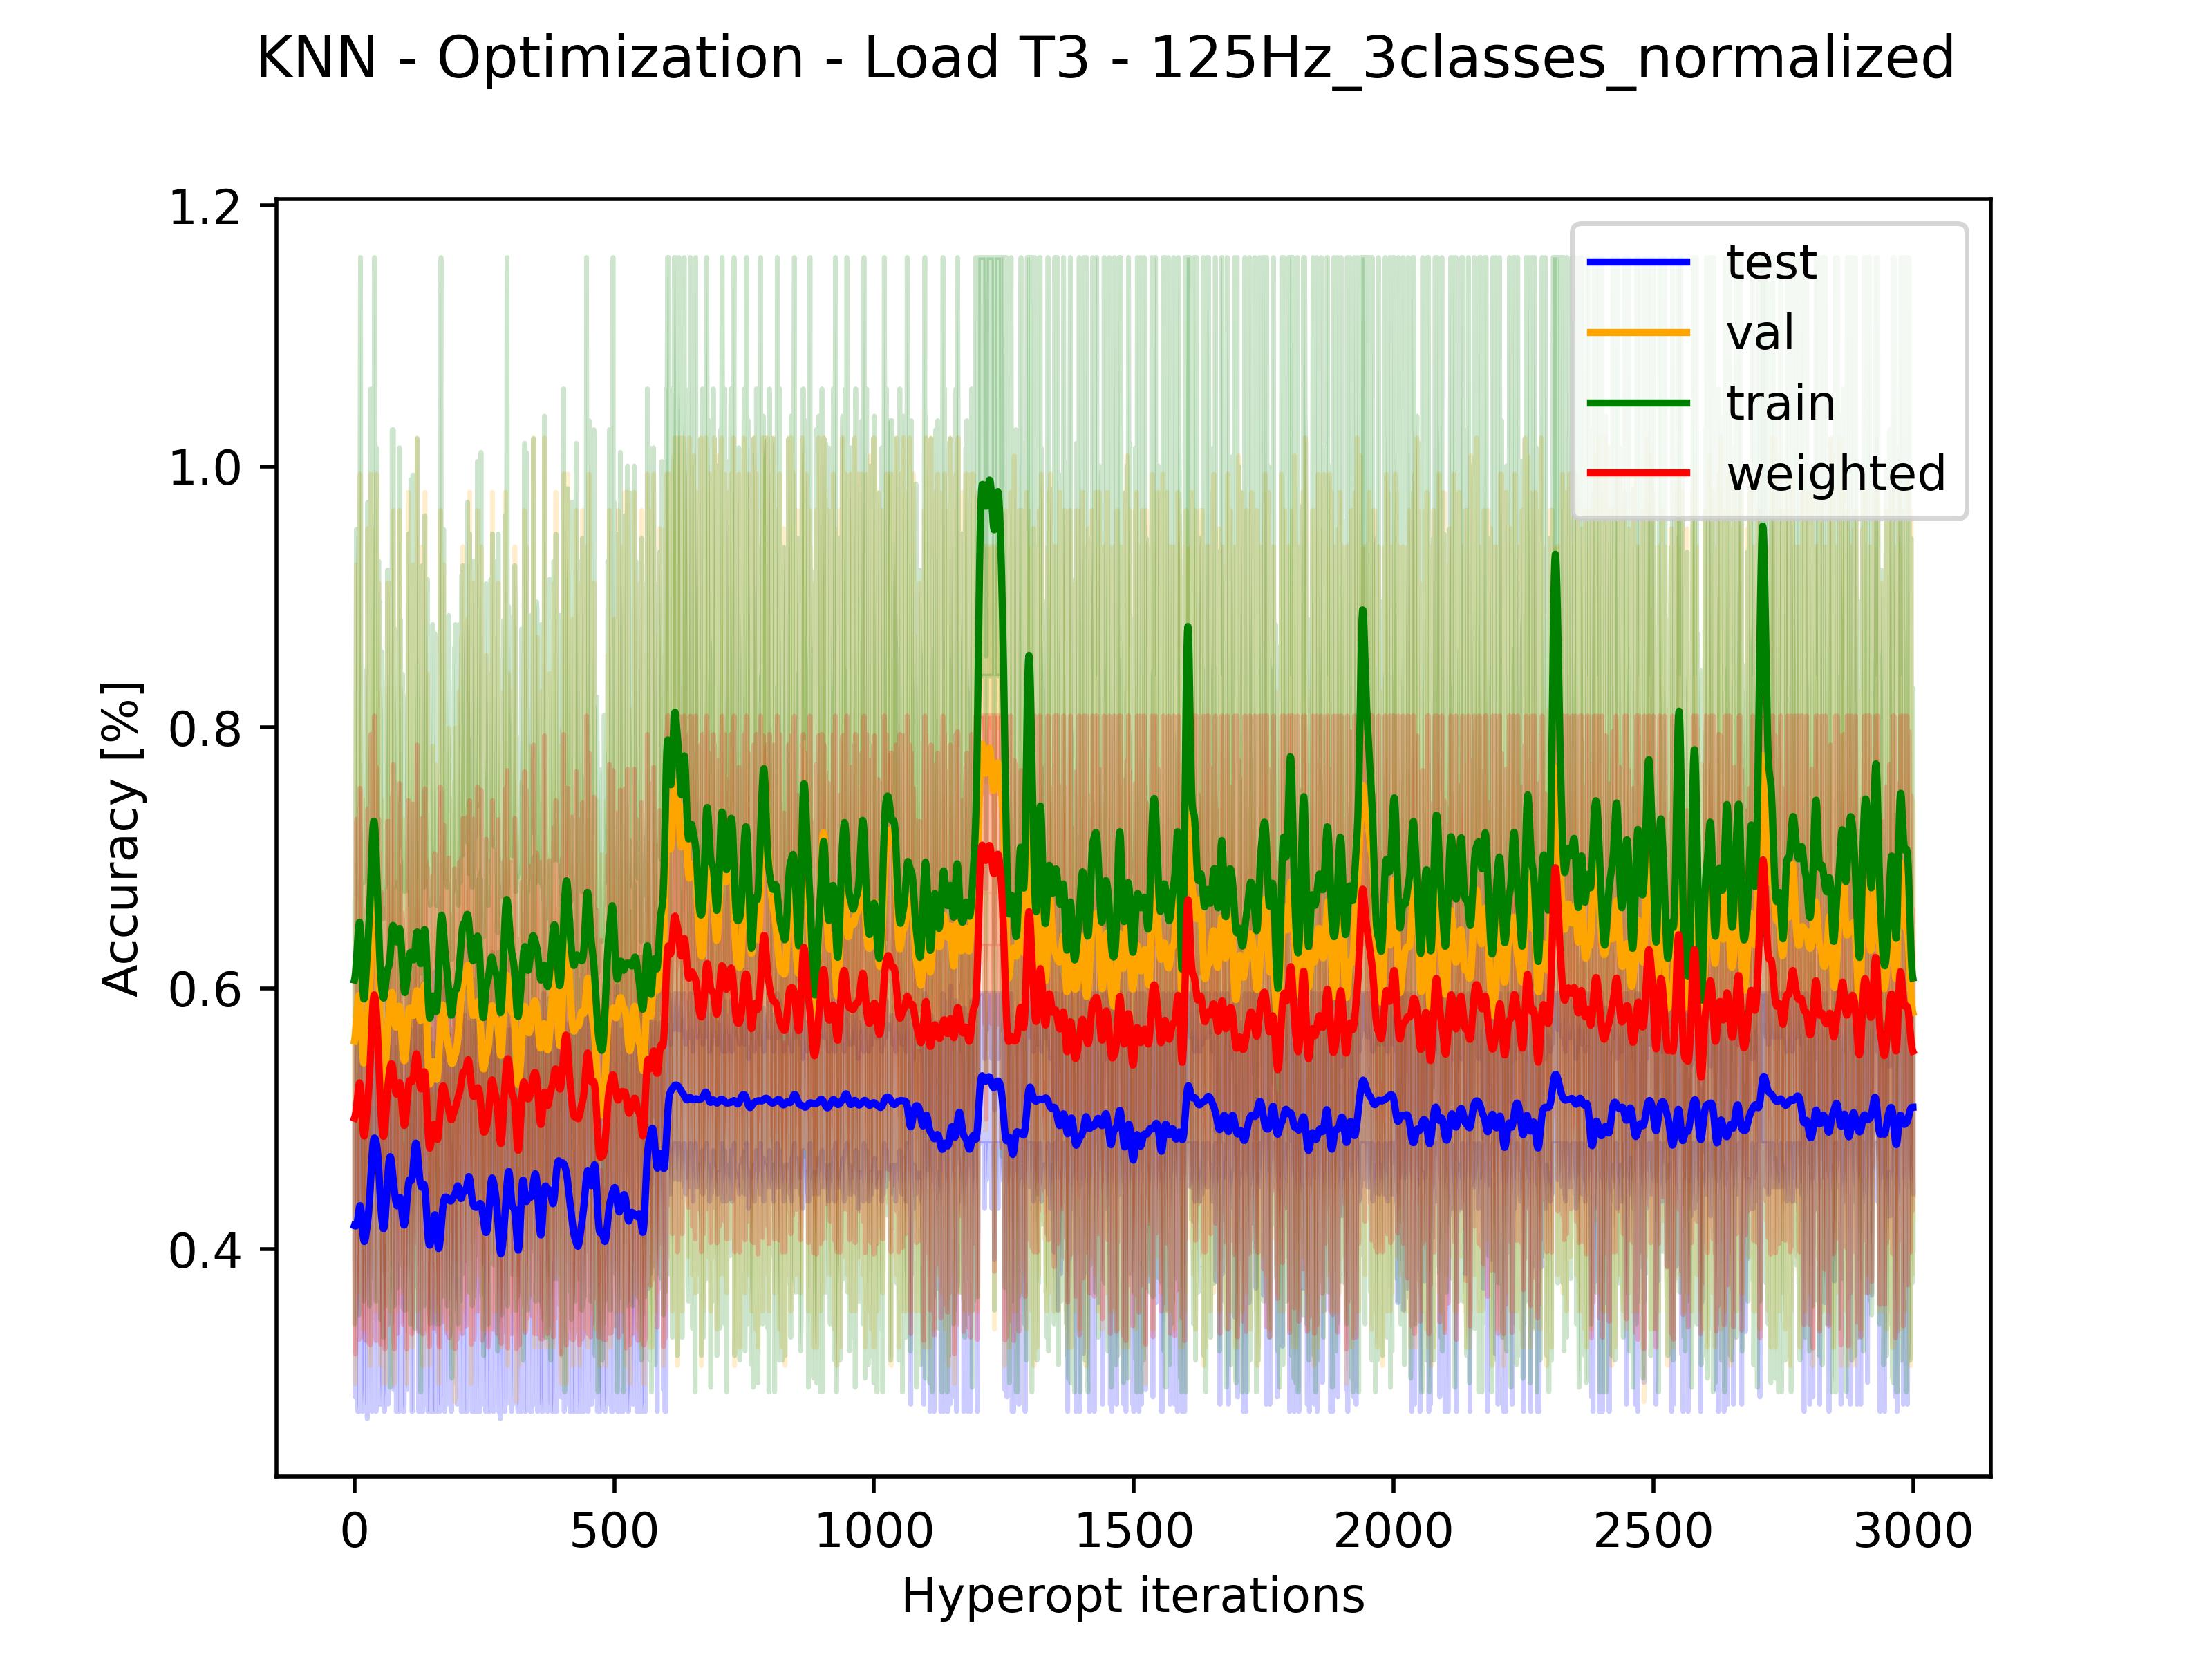 KNN - Optimization - Load T3 - 125Hz_3classes_normalized
1.2
1.0
0.8
0.6
0.4
Accuracy [%]
test
val
train
weighted
0 500 1000 1500 2000 2500 3000
Hyperopt iterations